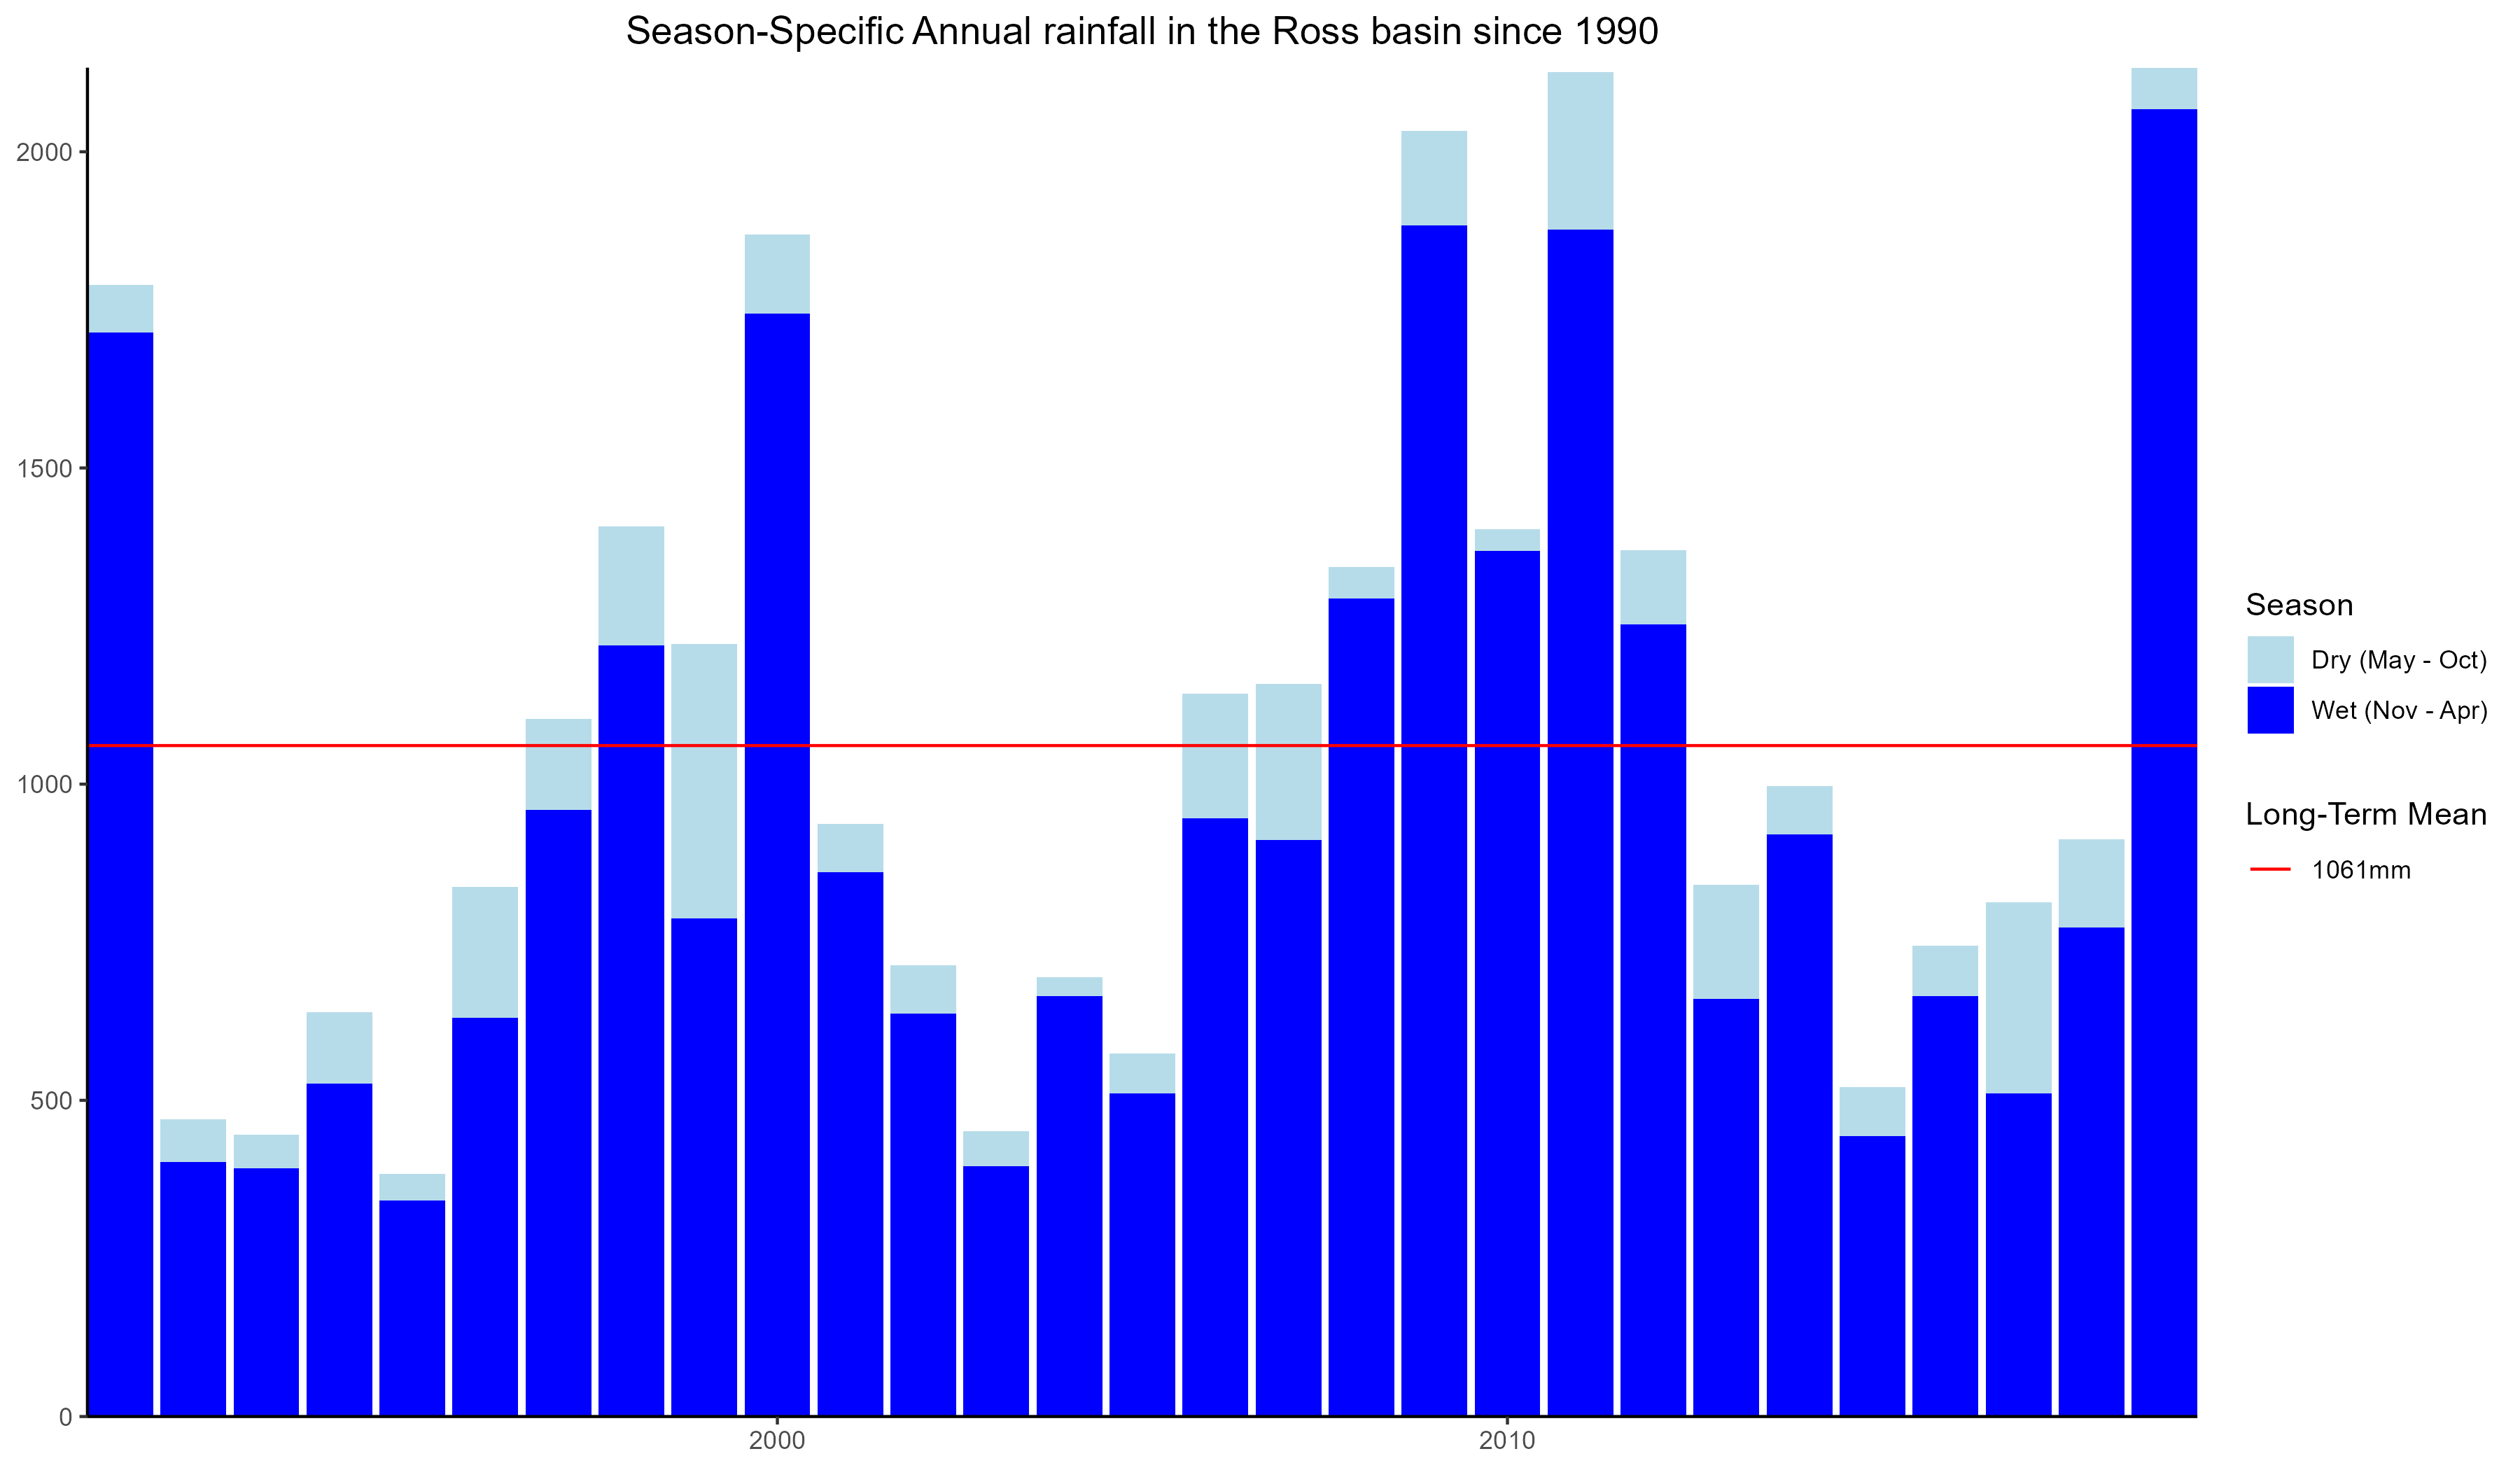 Season-Specific Annual rainfall in the Ross basin since 1990
2000
1500
1000
500
0
2000
2010
Season
Dry (May - Oct)
Wet (Nov - Apr)
Long-Term Mean
1061mm